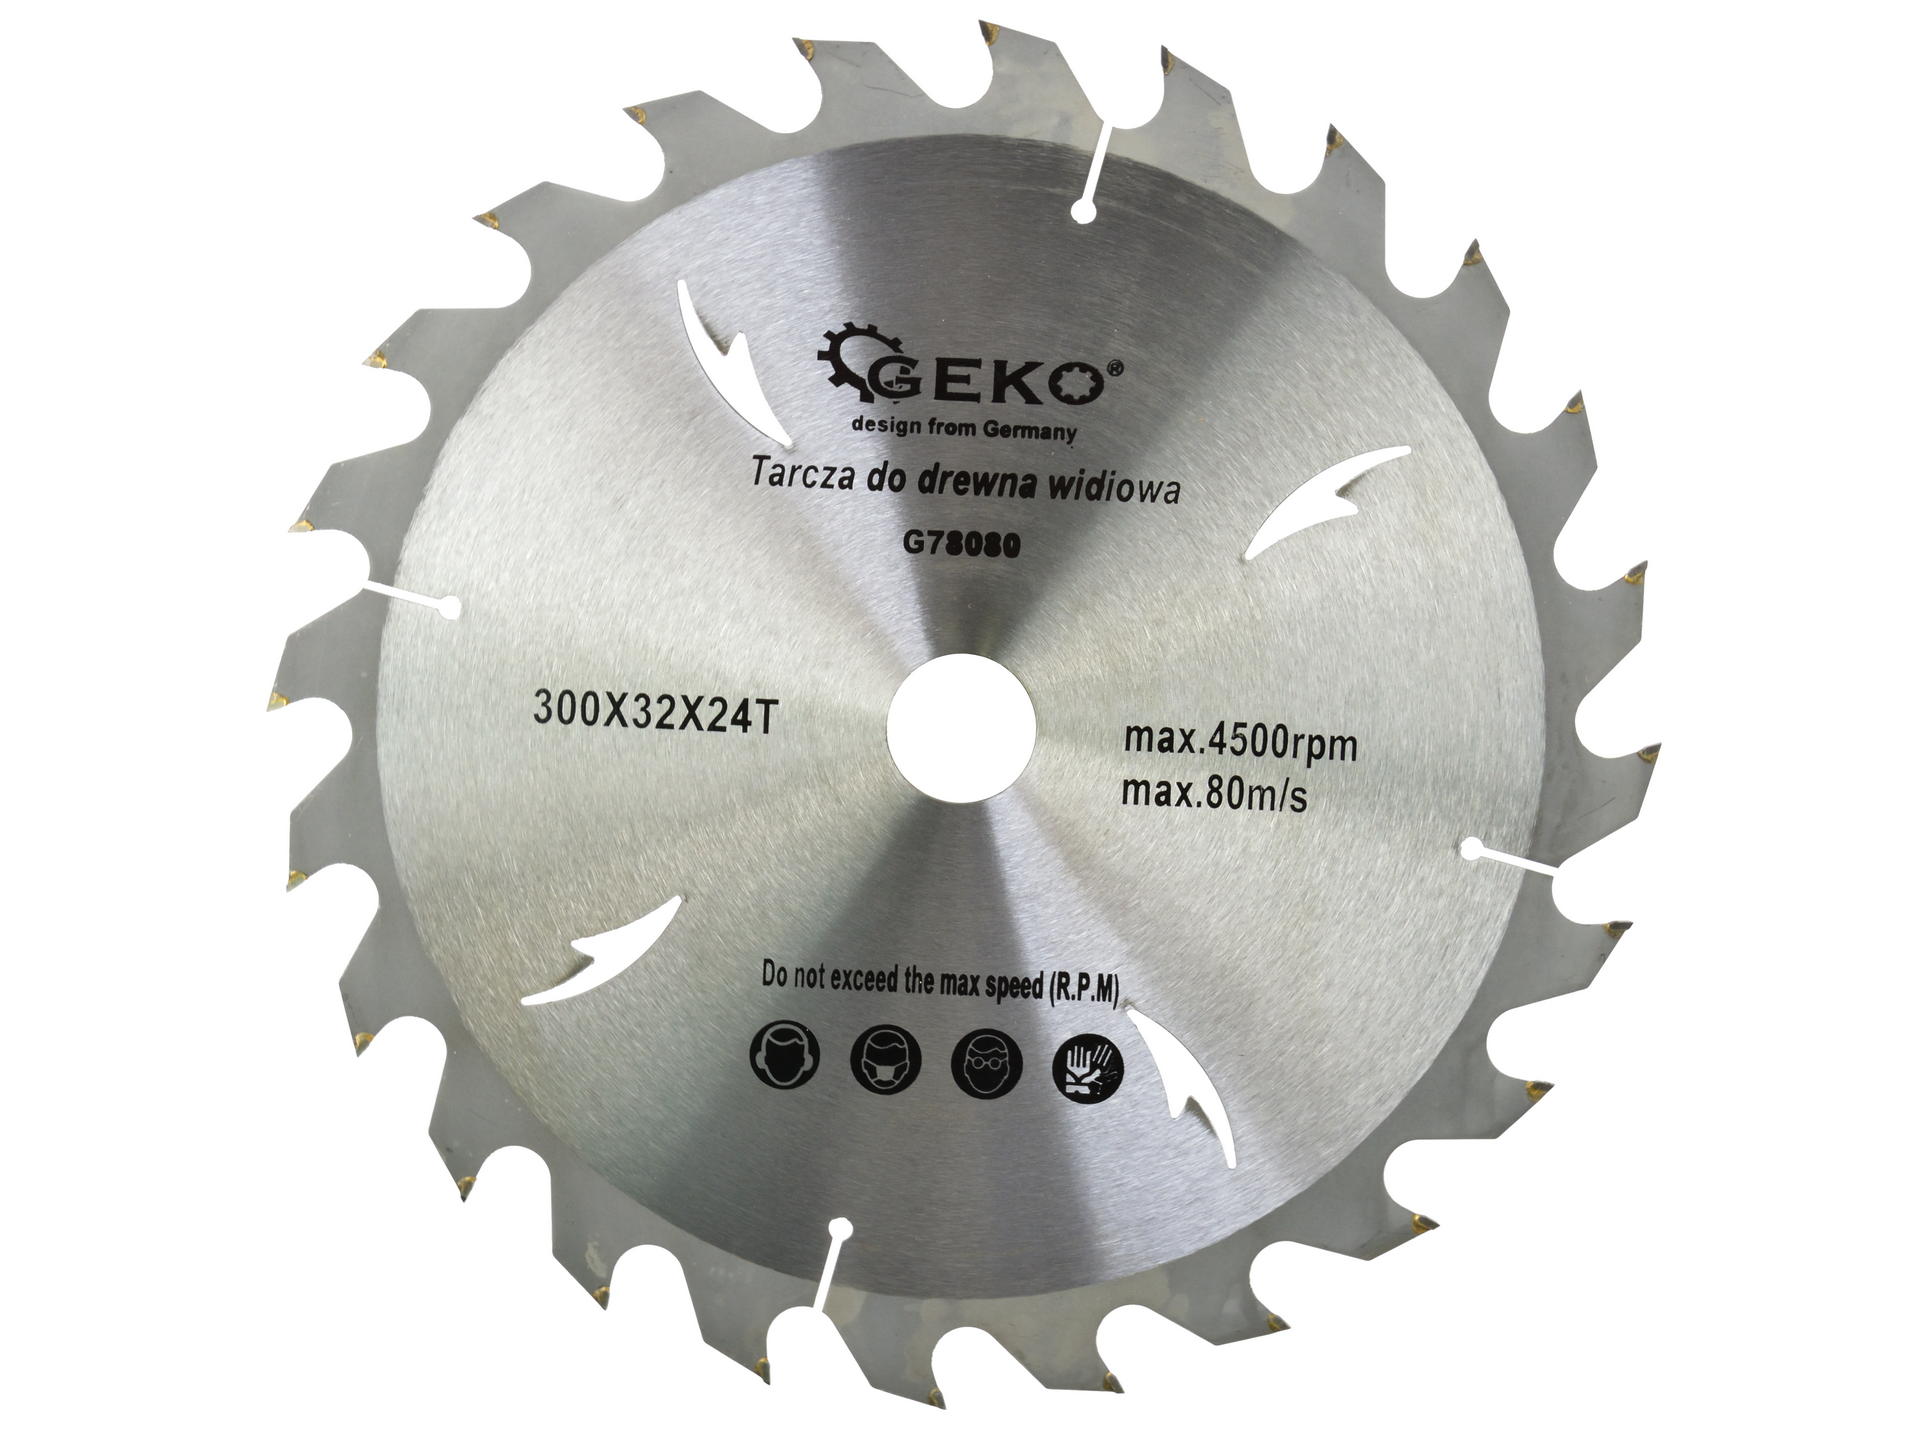 GEKO®
design from Germany
Tarcza do drewna widiowa
G78080
300X32X24T
max.4500rpm
max.80m/s
Do not exceed the max speed (R.P.M)